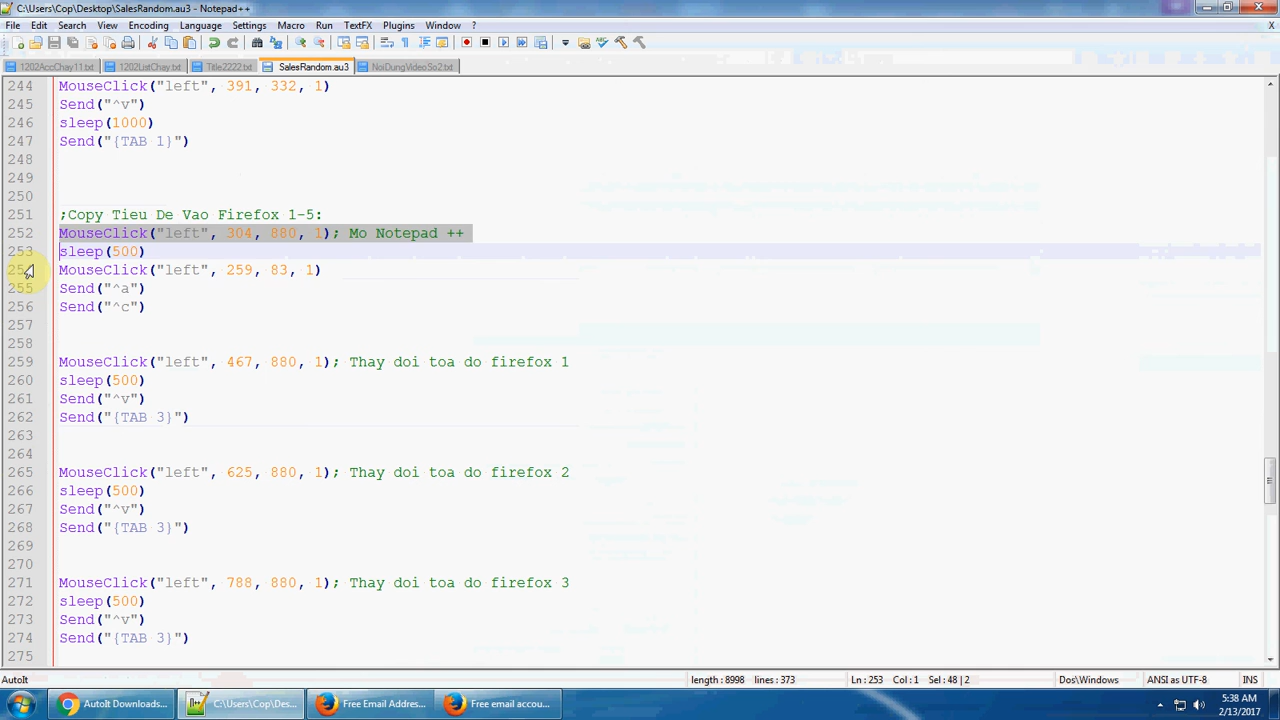 C:\Users\Cop\Desktop\SalesRandom.au3 - Notepad++
File Edit Search View Encoding Language Settings Macro Run TextFX Plugins Window ? X
1202AccChay11.txt 1202ListChay.txt Title2222.txt SalesRandom.au3 NoiDungVideoSo2.txt
244 MouseClick("left", 391, 332, 1)
245 Send("^v")
246 sleep(1000)
247 Send("{TAB 1}")
248
249
250
251 ;Copy Tieu De Vao Firefox 1-5:
252 MouseClick("left", 304, 880, 1); Mo Notepad ++
253 sleep(500)
254 MouseClick("left", 259, 83, 1)
255 Send("^a")
256 Send("^c")
257
258
259 MouseClick("left", 467, 880, 1); Thay doi toa do firefox 1
260 sleep(500)
261 Send("^v")
262 Send("{TAB 3}")
263
264
265 MouseClick("left", 625, 880, 1); Thay doi toa do firefox 2
266 sleep(500)
267 Send("^v")
268 Send("{TAB 3}")
269
270
271 MouseClick("left", 788, 880, 1); Thay doi toa do firefox 3
272 sleep(500)
273 Send("^v")
274 Send("{TAB 3}")
275
AutoIt length : 8998 lines : 373 Ln : 253 Col : 1 Sel : 48 | 2 Dos\Windows ANSI as UTF-8 INS
AutoIt Downloads... C:\Users\Cop\Des... Free Email Addres... Free email accou... 5:38 AM
2/13/2017